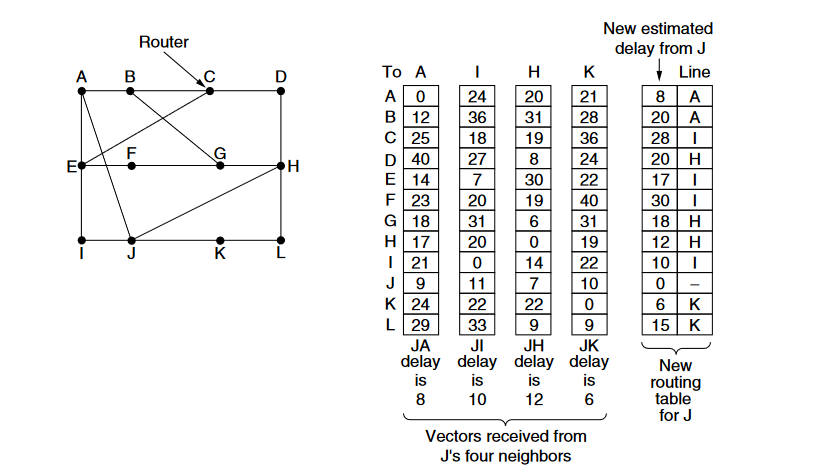 Router
A B C D
E F G H
I J K L
New estimated
delay from J
To A I H K Line
A 0 24 20 21 8 A
B 12 36 31 28 20 A
C 25 18 19 36 28 I
D 40 27 8 24 20 H
E 14 7 30 22 17 I
F 23 20 19 40 30 I
G 18 31 6 31 18 H
H 17 20 0 19 12 H
I 21 0 14 22 10 I
J 9 11 7 10 0 –
K 24 22 22 0 6 K
L 29 33 9 9 15 K
JA JI JH JK
delay delay delay delay
is is is is
8 10 12 6
New
routing
table
for J
Vectors received from
J's four neighbors